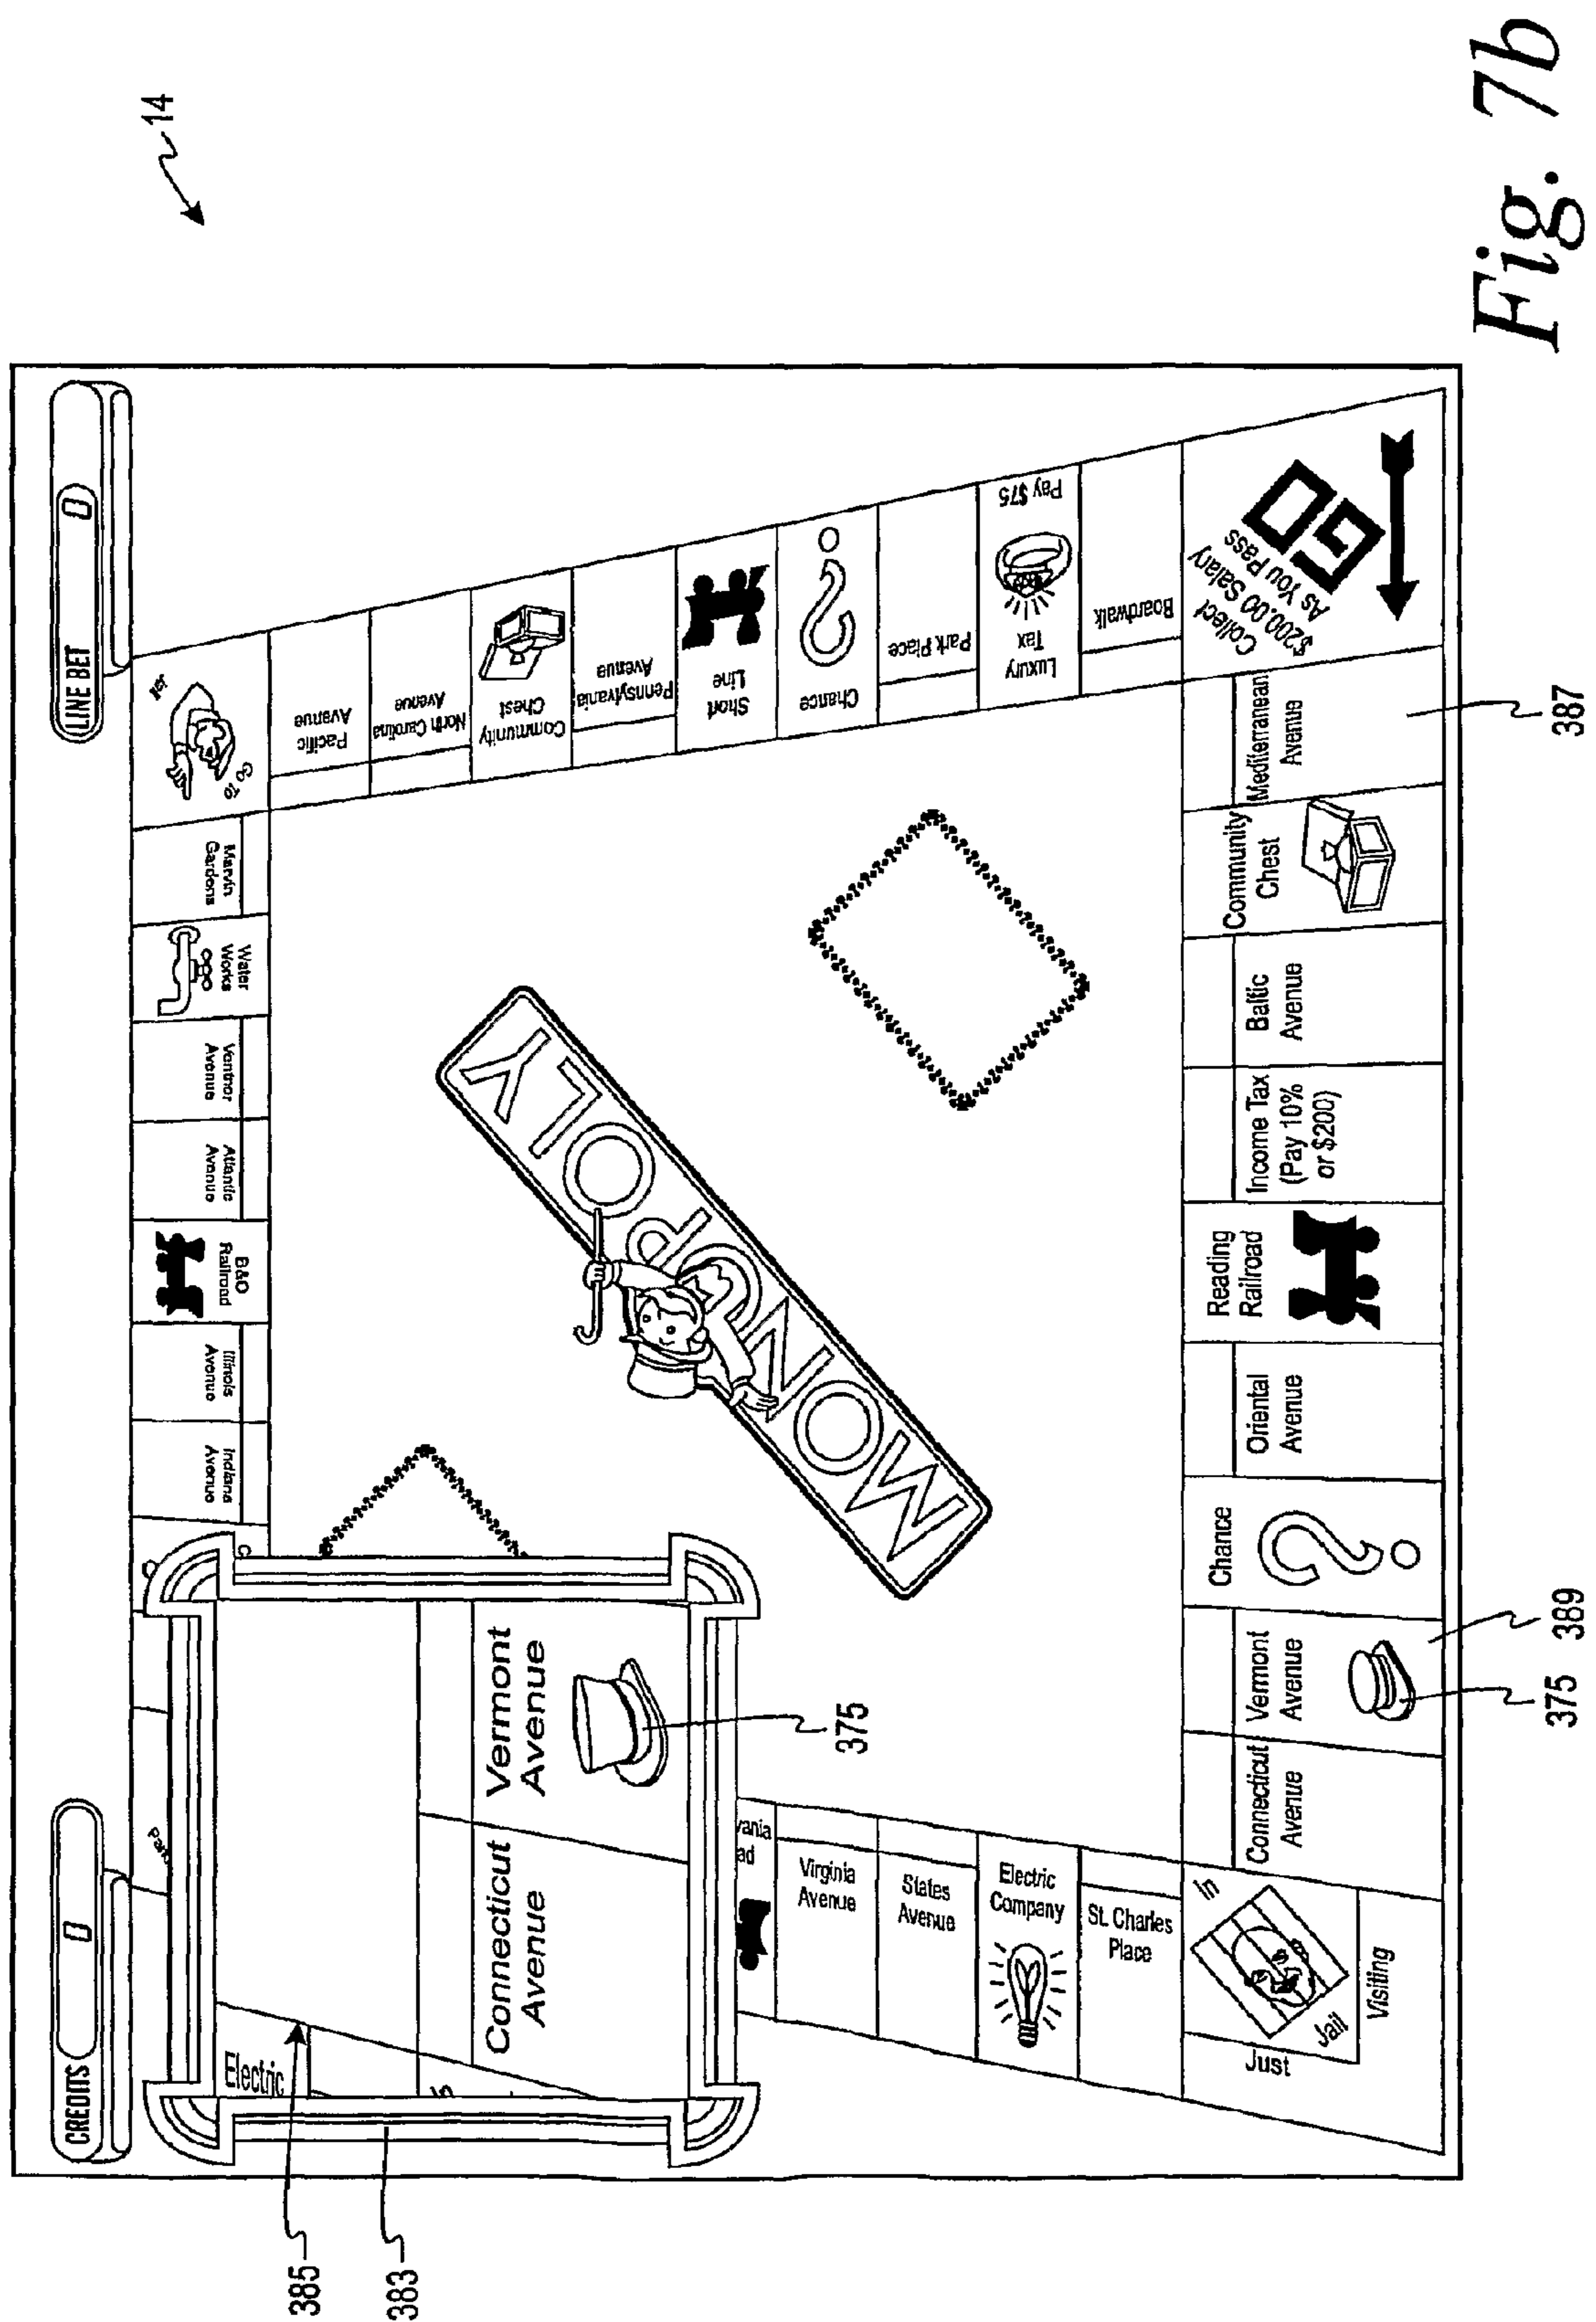 CREDITS 0
LINE BET 0
14
385
383
Electric
In
Connecticut
Avenue
Vermont
Avenue
375
Park
C
Indiana
Avenue
Illinois
Avenue
B&O
Railroad
Atlantic
Avenue
Ventnor
Avenue
Water
Works
Marvin
Gardens
Go To
Jail
Pacific
Avenue
North Carolina
Avenue
Community
Chest
Pennsylvania
Avenue
Short
Line
Chance
Park Place
Luxury
Tax
Pay $75
Boardwalk
MONOPOLY
vania
ad
Virginia
Avenue
States
Avenue
Electric
Company
St. Charles
Place
In
Jail
Just
Visiting
Connecticut
Avenue
Vermont
Avenue
Chance
Oriental
Avenue
Reading
Railroad
Income Tax
(Pay 10%
or $200)
Baltic
Avenue
Community
Chest
Mediterranean
Avenue
Collect
$200.00 Salary
As You Pass
GO
375
389
387
Fig. 7b